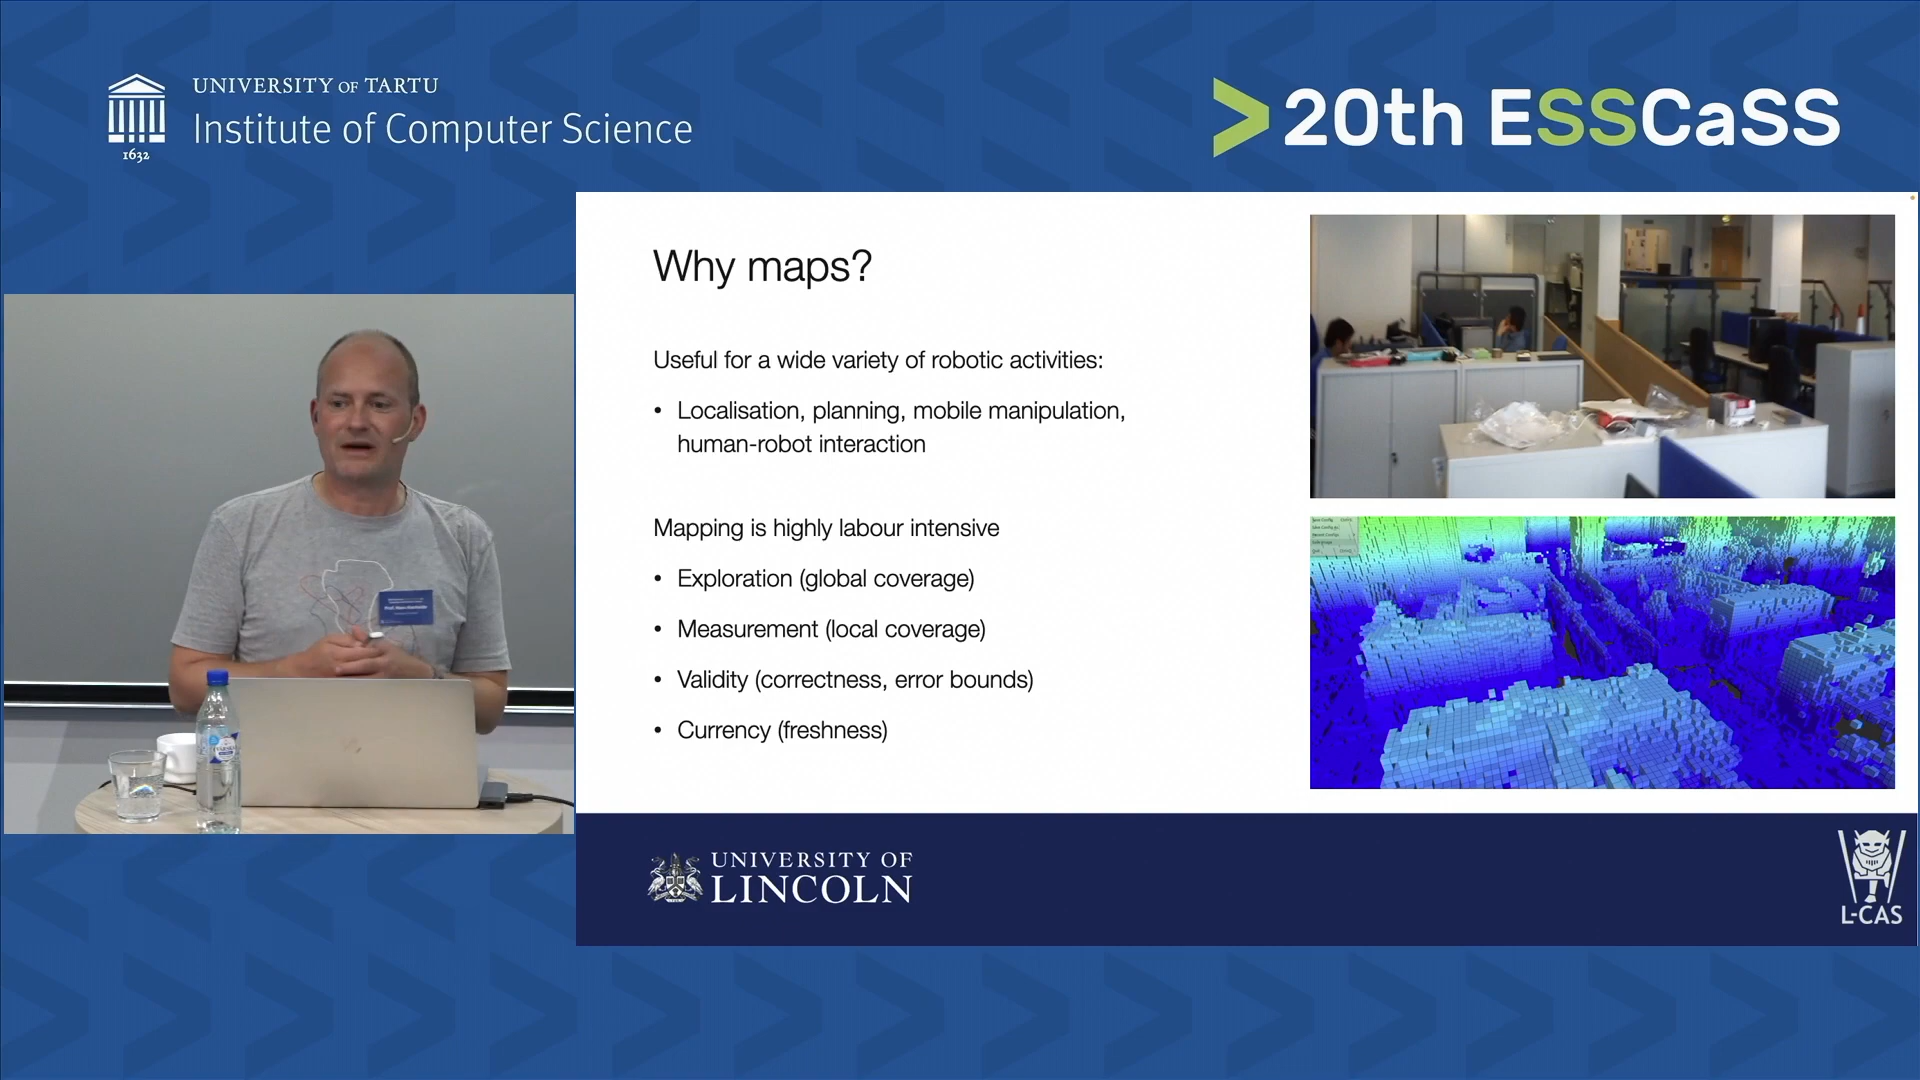 UNIVERSITY OF TARTU
Institute of Computer Science
1632
>20th ESSCaSS
Why maps?
Useful for a wide variety of robotic activities:
• Localisation, planning, mobile manipulation,
human-robot interaction
Mapping is highly labour intensive
• Exploration (global coverage)
• Measurement (local coverage)
• Validity (correctness, error bounds)
• Currency (freshness)
UNIVERSITY OF
LINCOLN
L-CAS